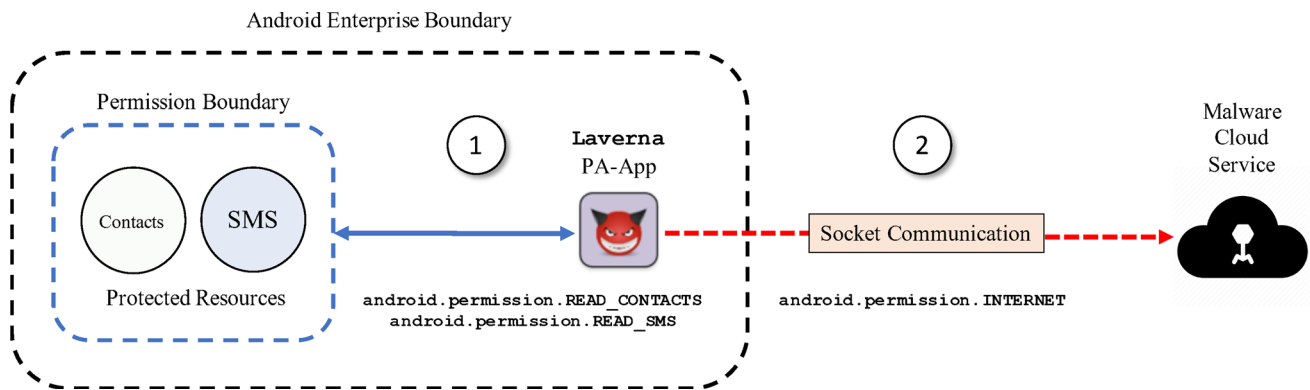 Android Enterprise Boundary
Permission Boundary
Contacts
SMS
Protected Resources
1
Laverna
PA-App
android.permission.READ_CONTACTS
android.permission.READ_SMS
2
Socket Communication
android.permission.INTERNET
Malware
Cloud
Service